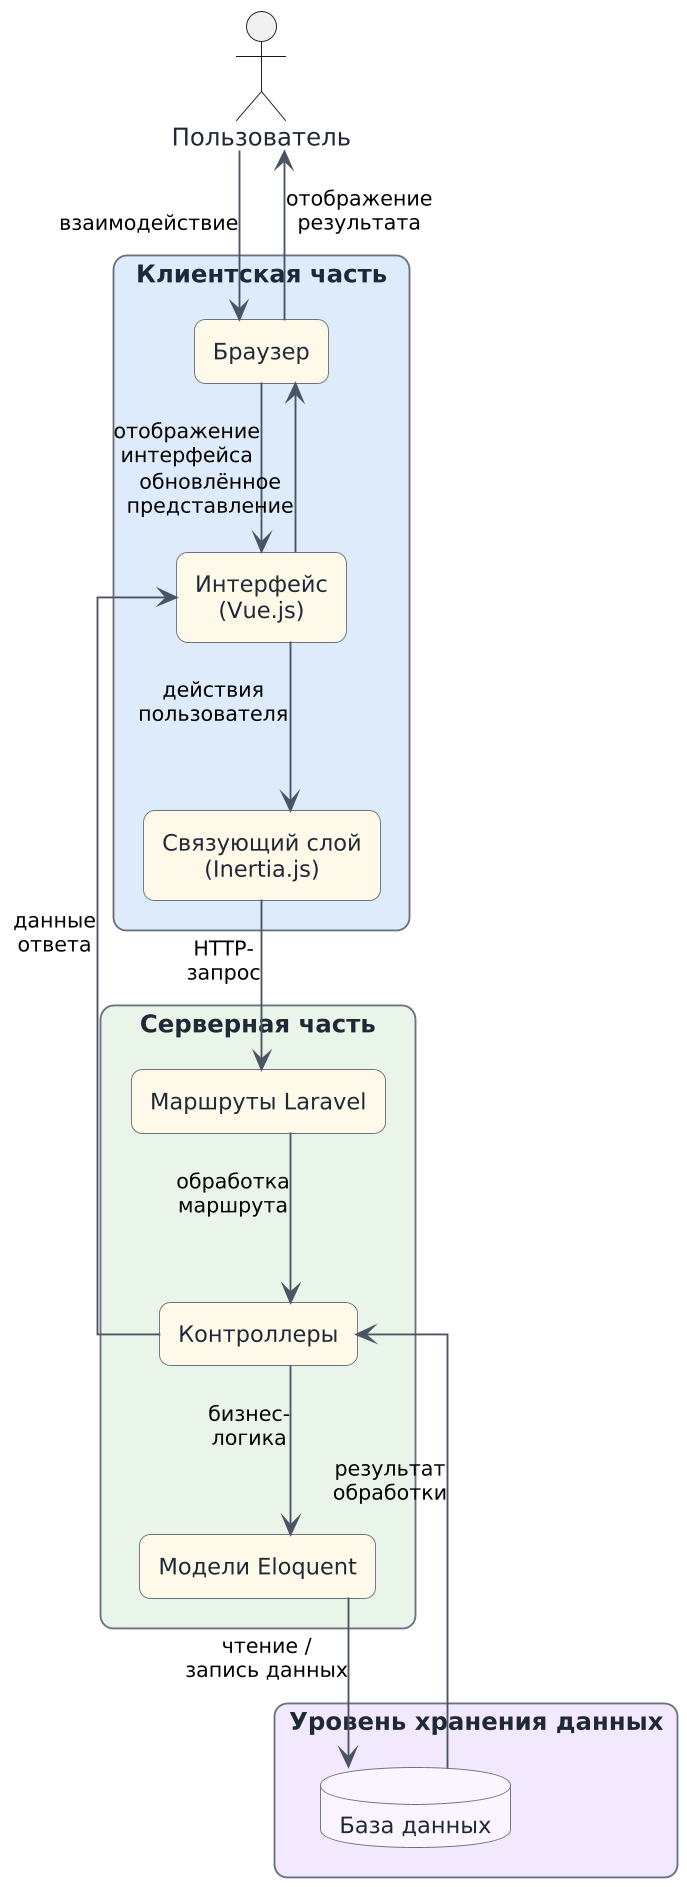 Пользователь
отображение
результата
взаимодействие
Клиентская часть
Браузер
отображение
интерфейса
обновлённое
представление
Интерфейс
(Vue.js)
действия
пользователя
Связующий слой
(Inertia.js)
данные
ответа
HTTP-
запрос
Серверная часть
Маршруты Laravel
обработка
маршрута
Контроллеры
бизнес-
логика
результат
обработки
Модели Eloquent
чтение /
запись данных
Уровень хранения данных
База данных